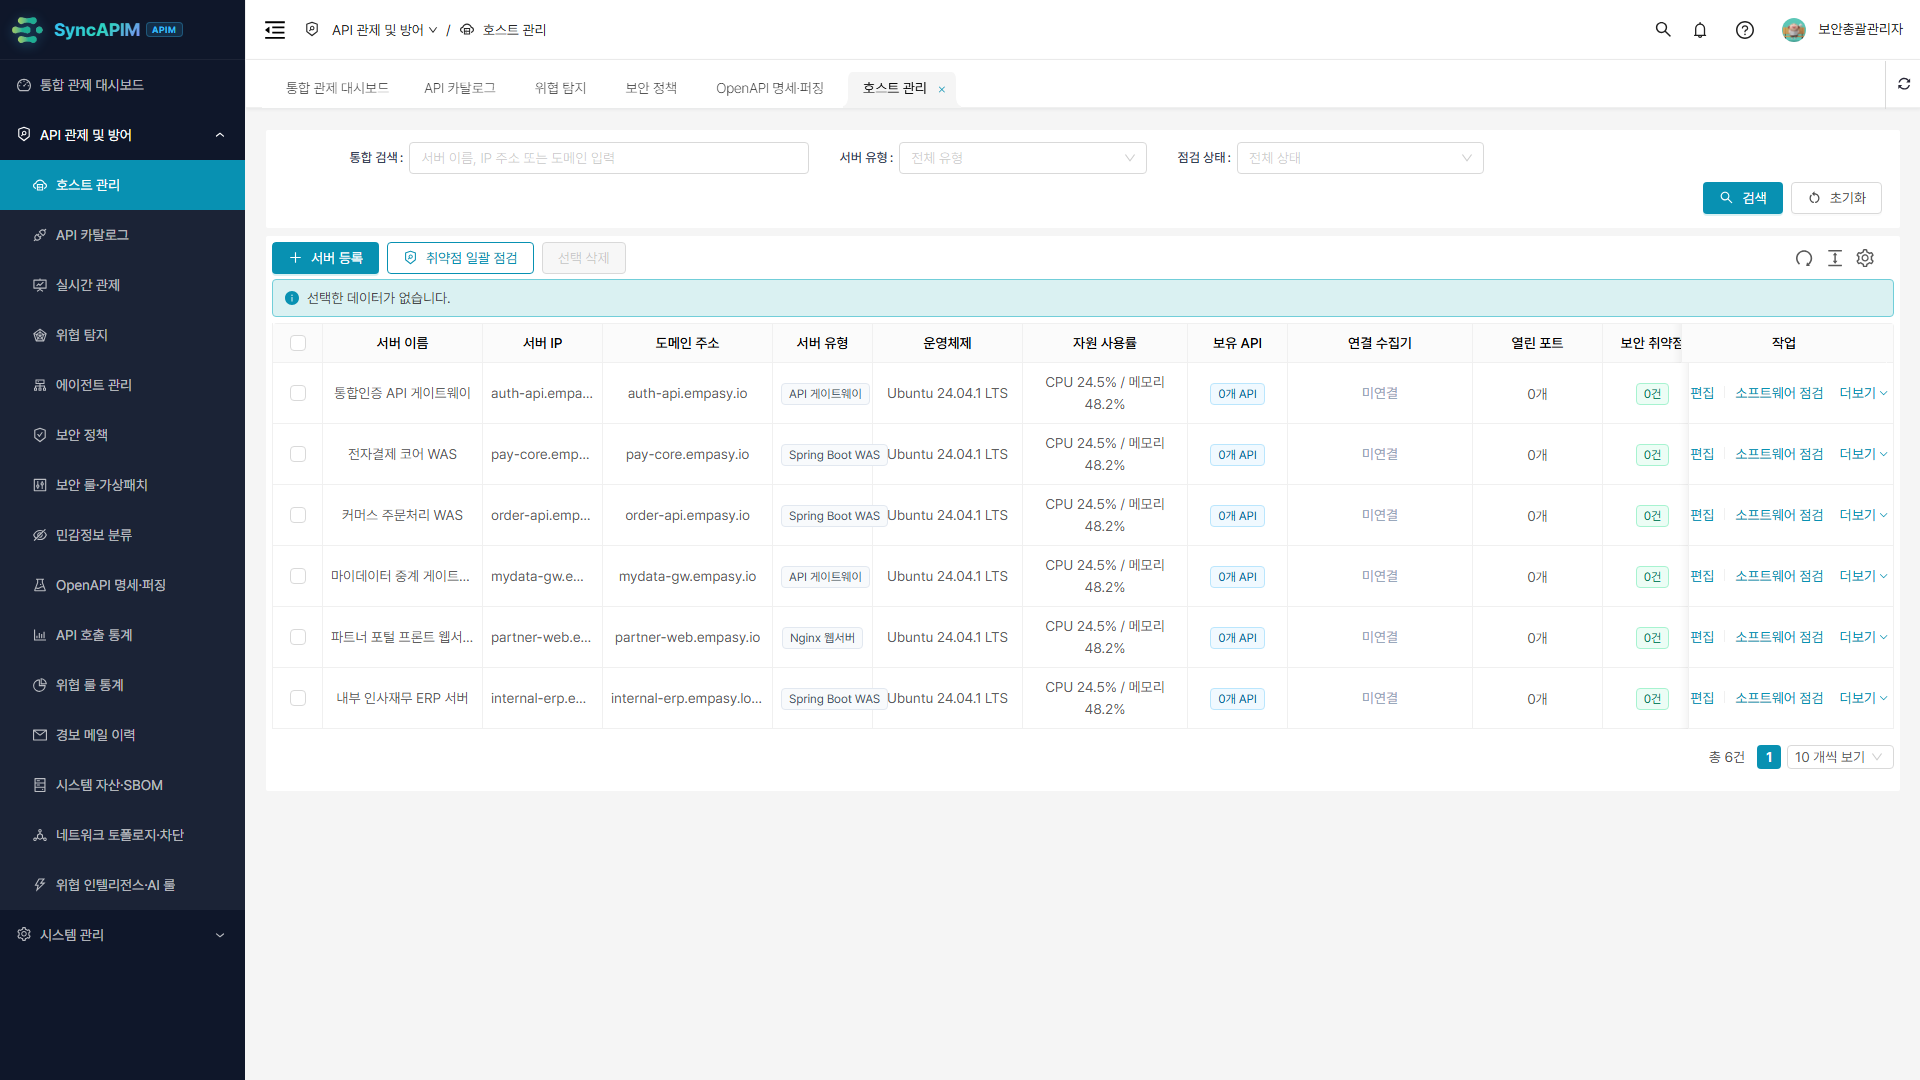 SyncAPIM APIM
통합 관제 대시보드
API 관제 및 방어
호스트 관리
API 카탈로그
실시간 관제
위협 탐지
에이전트 관리
보안 정책
보안 룰·가상패치
민감정보 분류
OpenAPI 명세·퍼징
API 호출 통계
위협 룰 통계
경보 메일 이력
시스템 자산·SBOM
네트워크 토폴로지·차단
위협 인텔리전스·AI 룰
시스템 관리
API 관제 및 방어 / 호스트 관리
보안총괄관리자
통합 관제 대시보드 API 카탈로그 위협 탐지 보안 정책 OpenAPI 명세·퍼징 호스트 관리 ×
통합 검색 : 서버 이름, IP 주소 또는 도메인 입력 서버 유형 : 전체 유형 점검 상태 : 전체 상태
검색 초기화
서버 등록 취약점 일괄 점검 선택 삭제
선택한 데이터가 없습니다.
서버 이름 서버 IP 도메인 주소 서버 유형 운영체제 자원 사용률 보유 API 연결 수집기 열린 포트 보안 취약점 작업
통합인증 API 게이트웨이 auth-api.empa... auth-api.empasy.io API 게이트웨이 Ubuntu 24.04.1 LTS CPU 24.5% / 메모리 48.2% 0개 API 미연결 0개 0건 편집 소프트웨어 점검 더보기
전자결제 코어 WAS pay-core.emp... pay-core.empasy.io Spring Boot WAS Ubuntu 24.04.1 LTS CPU 24.5% / 메모리 48.2% 0개 API 미연결 0개 0건 편집 소프트웨어 점검 더보기
커머스 주문처리 WAS order-api.emp... order-api.empasy.io Spring Boot WAS Ubuntu 24.04.1 LTS CPU 24.5% / 메모리 48.2% 0개 API 미연결 0개 0건 편집 소프트웨어 점검 더보기
마이데이터 중계 게이트... mydata-gw.e... mydata-gw.empasy.io API 게이트웨이 Ubuntu 24.04.1 LTS CPU 24.5% / 메모리 48.2% 0개 API 미연결 0개 0건 편집 소프트웨어 점검 더보기
파트너 포털 프론트 웹서... partner-web.e... partner-web.empasy.io Nginx 웹서버 Ubuntu 24.04.1 LTS CPU 24.5% / 메모리 48.2% 0개 API 미연결 0개 0건 편집 소프트웨어 점검 더보기
내부 인사재무 ERP 서버 internal-erp.e... internal-erp.empasy.lo... Spring Boot WAS Ubuntu 24.04.1 LTS CPU 24.5% / 메모리 48.2% 0개 API 미연결 0개 0건 편집 소프트웨어 점검 더보기
총 6건 1 10 개씩 보기